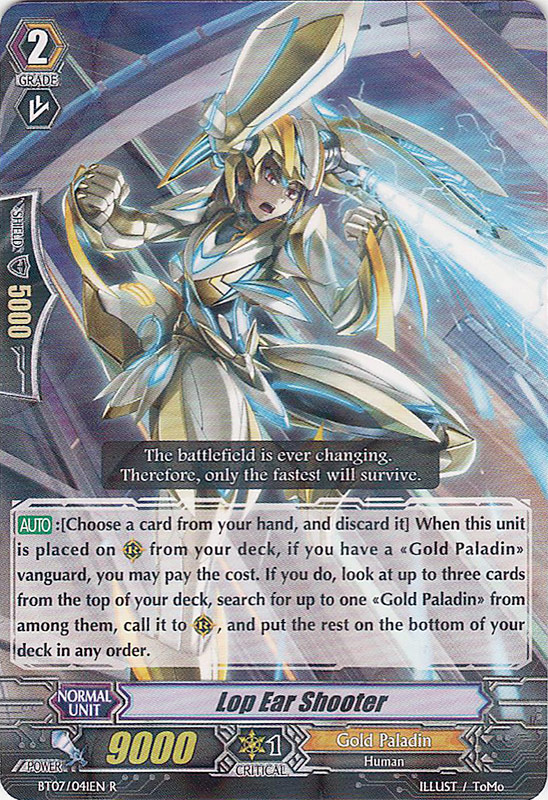 2
GRADE
SHIELD
5000
The battlefield is ever changing.
Therefore, only the fastest will survive.
AUTO :[Choose a card from your hand, and discard it] When this unit
is placed on from your deck, if you have a «Gold Paladin»
vanguard, you may pay the cost. If you do, look at up to three cards
from the top of your deck, search for up to one «Gold Paladin» from
among them, call it to , and put the rest on the bottom of your
deck in any order.
NORMAL
UNIT
Lop Ear Shooter
POWER
9000
1
CRITICAL
Gold Paladin
Human
BT07/041EN R
ILLUST / ToMo